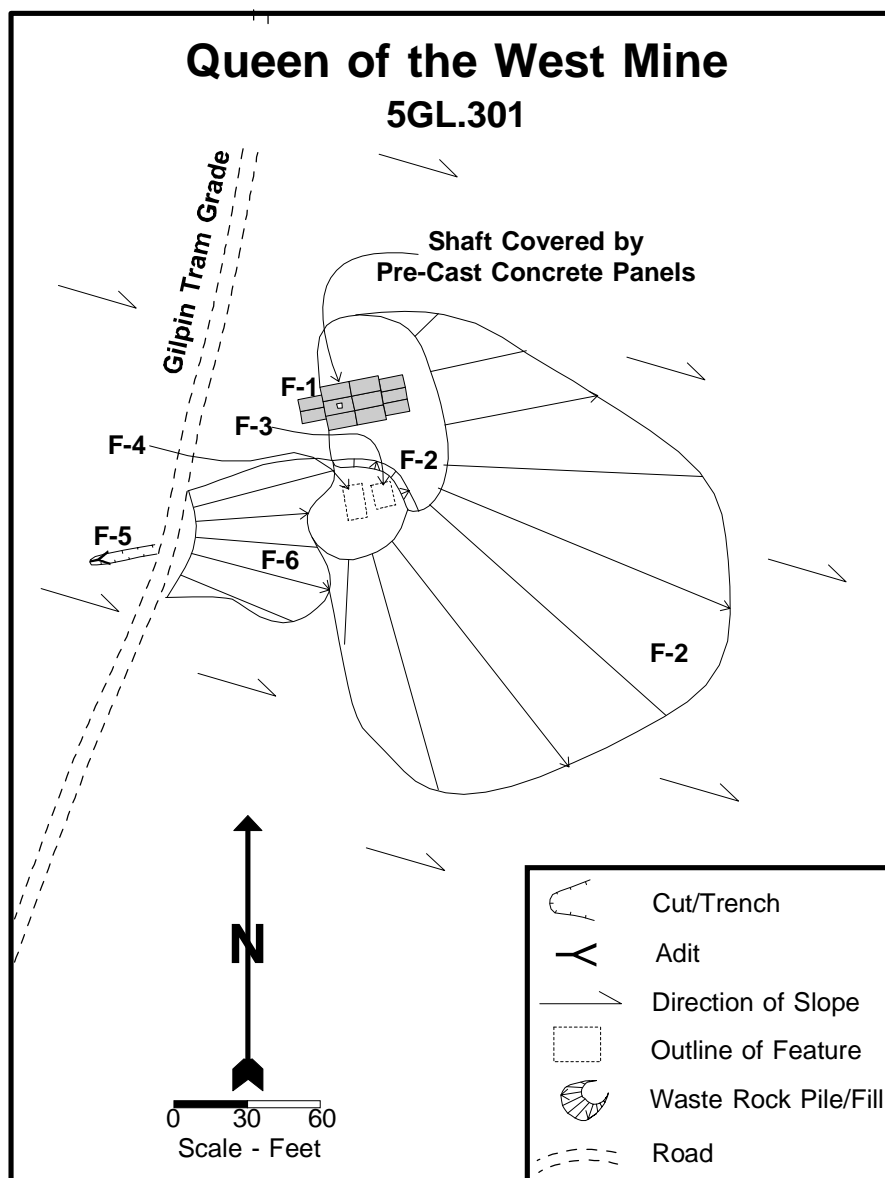 Queen of the West Mine
5GL.301
Gilpin Tram Grade
Shaft Covered by
Pre-Cast Concrete Panels
F-1
F-3
F-4
F-2
F-5
F-6
F-2
N
0 30 60
Scale - Feet
Cut/Trench
Adit
Direction of Slope
Outline of Feature
Waste Rock Pile/Fill
Road